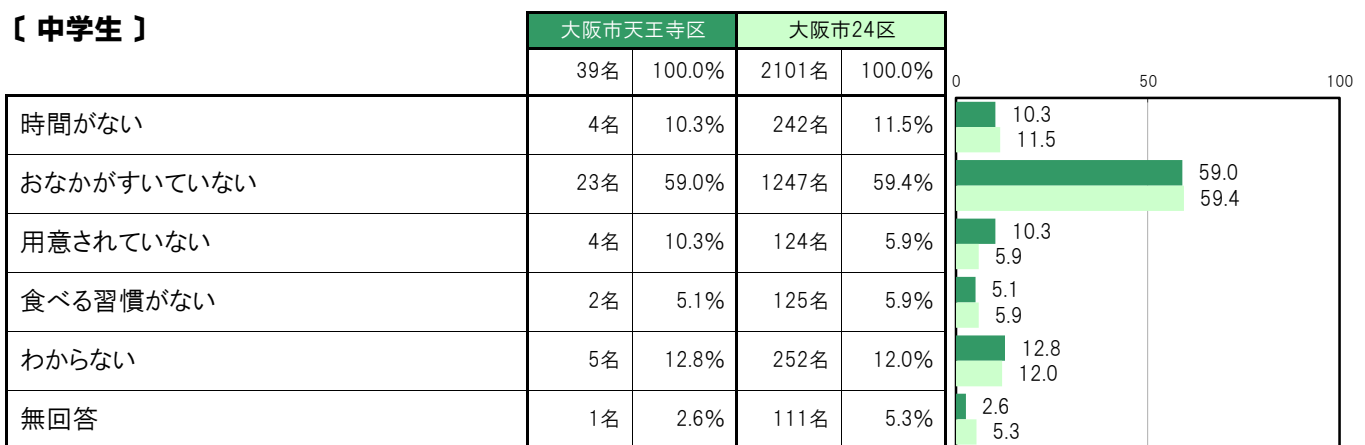 〔 中学生 〕
大阪市天王寺区 大阪市24区
39名 100.0% 2101名 100.0%
0 50 100
時間がない 4名 10.3% 242名 11.5%
10.3
11.5
おなかがすいていない 23名 59.0% 1247名 59.4%
59.0
59.4
用意されていない 4名 10.3% 124名 5.9%
10.3
5.9
食べる習慣がない 2名 5.1% 125名 5.9%
5.1
5.9
わからない 5名 12.8% 252名 12.0%
12.8
12.0
無回答 1名 2.6% 111名 5.3%
2.6
5.3